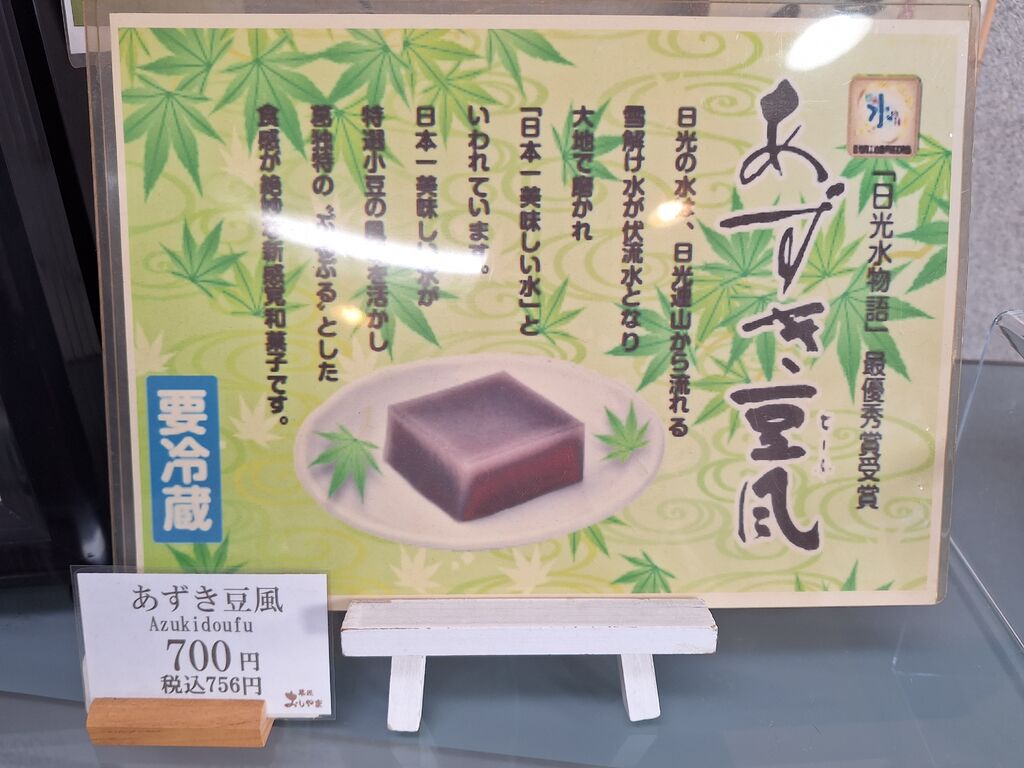 「日光水物語」最優秀賞受賞
あずき豆風
とーふ
水
日光の水は、日光連山から流れる
雪解け水が伏流水となり
大地で磨かれ
「日本一美味しい水」と
いわれています。
日本一美味しい水が
特選小豆の風味を活かし
葛独特の〝ぷるぷる〟とした
食感が絶妙な新感覚和菓子です。
要冷蔵
あずき豆風
Azukidoufu
700円
税込756円